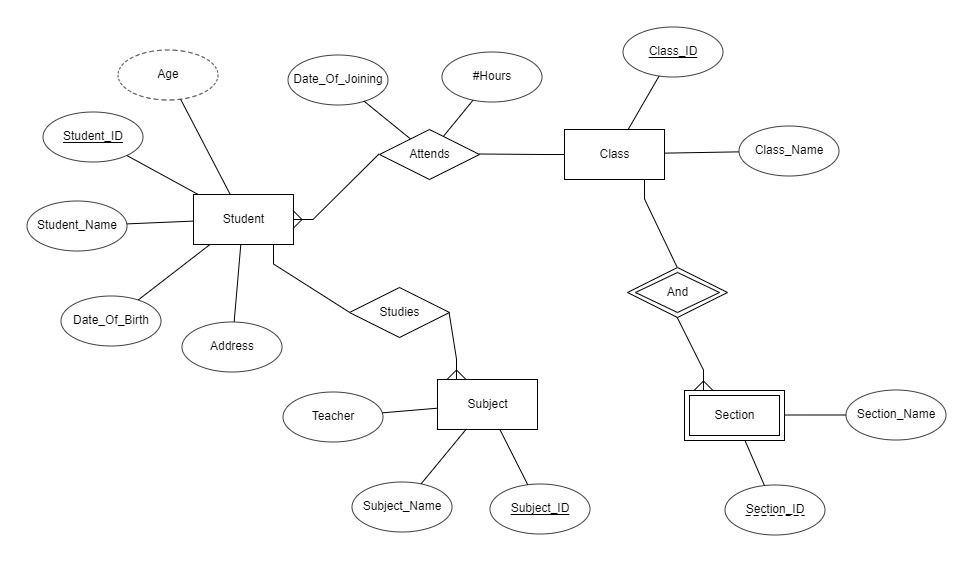 Class_ID
Age
Date_Of_Joining
#Hours
Student_ID
Attends
Class
Class_Name
Student_Name
Student
And
Date_Of_Birth
Studies
Address
Subject
Teacher
Section
Section_Name
Subject_Name
Subject_ID
Section_ID